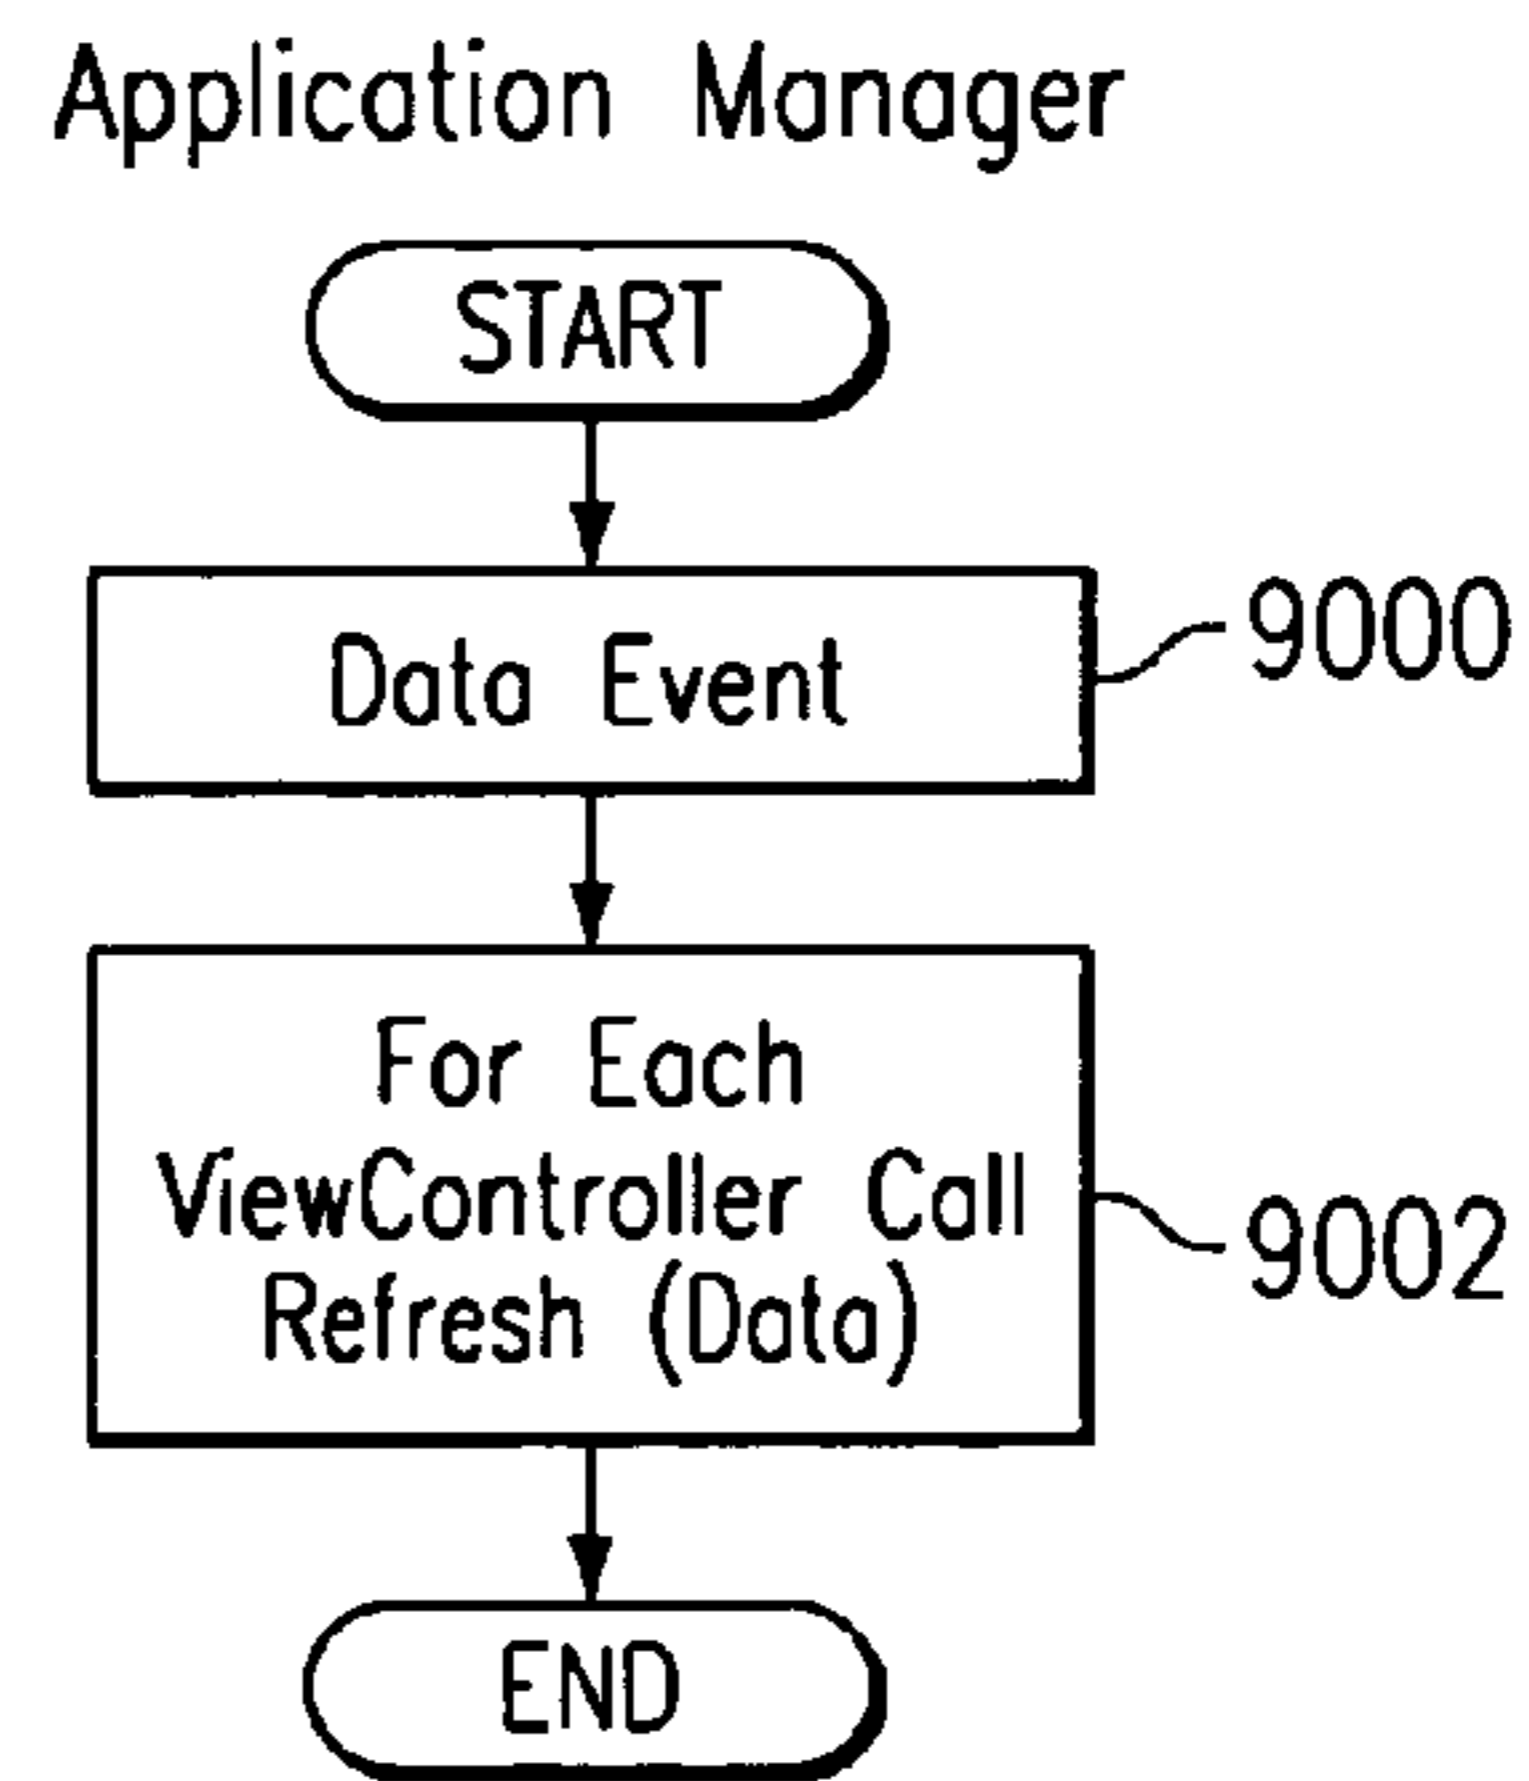 Application Manager
START
Data Event
9000
For Each
ViewController Call
Refresh (Data)
9002
END